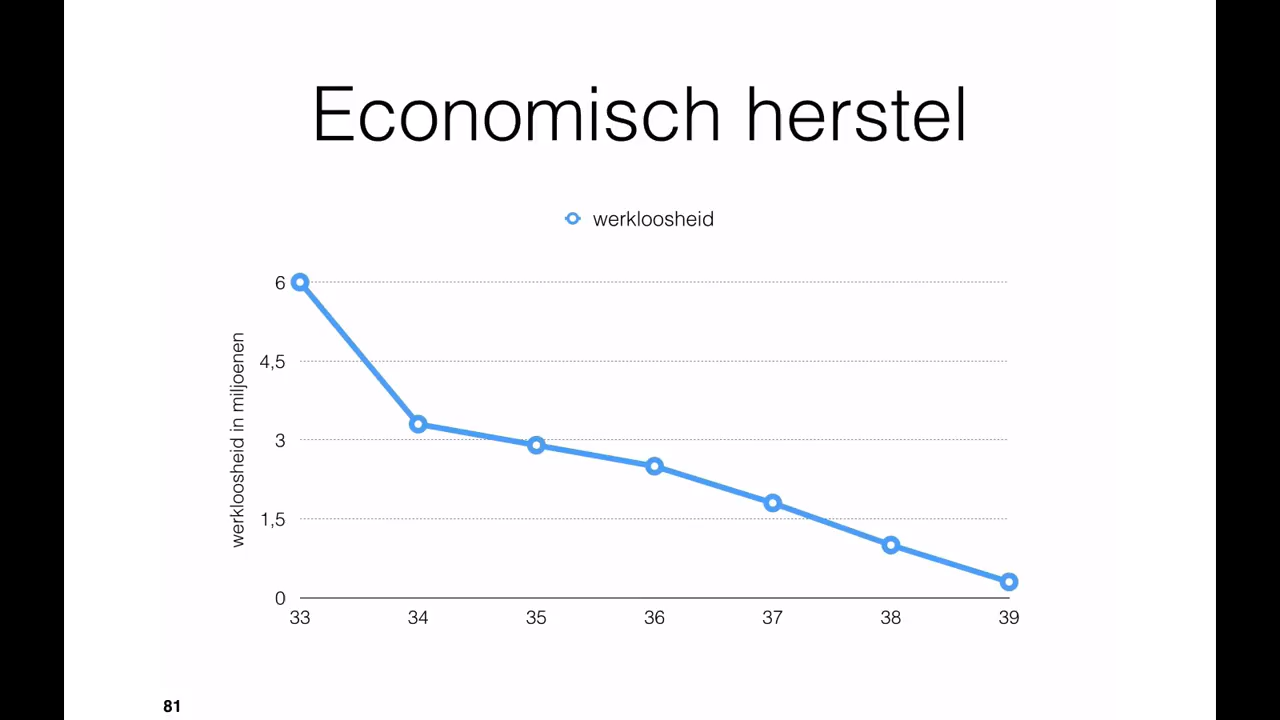 Economisch herstel
werkloosheid
werkloosheid in miljoenen
6
4,5
3
1,5
0
33 34 35 36 37 38 39
81